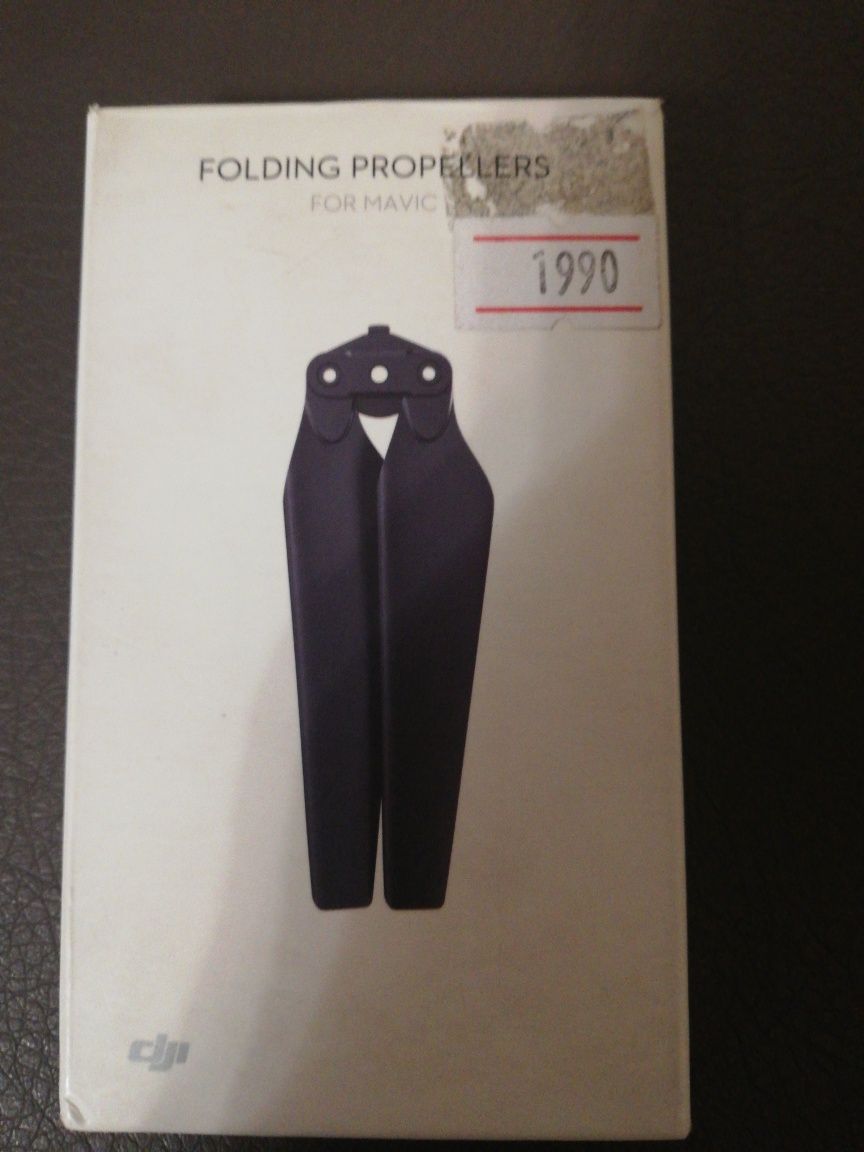 FOLDING PROPELLERS
FOR MAVIC
1990
dji